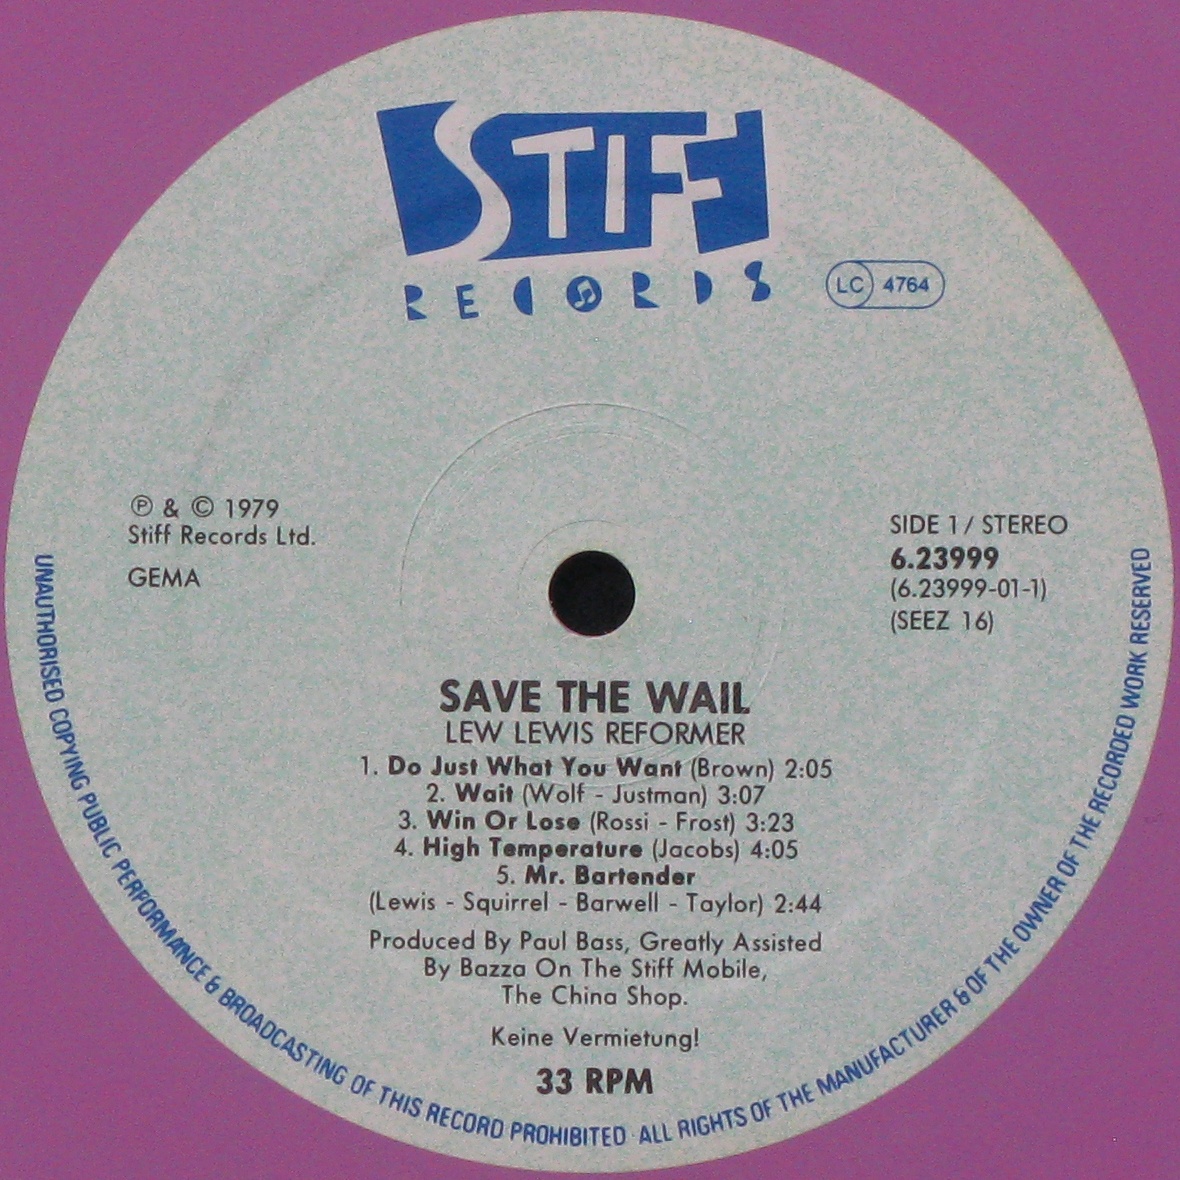 STIFF
RECORDS
LC 4764
℗ & © 1979
Stiff Records Ltd.
GEMA
SIDE 1 / STEREO
6.23999
(6.23999-01-1)
(SEEZ 16)
SAVE THE WAIL
LEW LEWIS REFORMER
1. Do Just What You Want (Brown) 2:05
2. Wait (Wolf - Justman) 3:07
3. Win Or Lose (Rossi - Frost) 3:23
4. High Temperature (Jacobs) 4:05
5. Mr. Bartender
(Lewis - Squirrel - Barwell - Taylor) 2:44
Produced By Paul Bass, Greatly Assisted
By Bazza On The Stiff Mobile,
The China Shop.
Keine Vermietung!
33 RPM
UNAUTHORISED COPYING PUBLIC PERFORMANCE & BROADCASTING OF THIS RECORD PROHIBITED · ALL RIGHTS OF THE MANUFACTURER & OF THE OWNER OF THE RECORDED WORK RESERVED